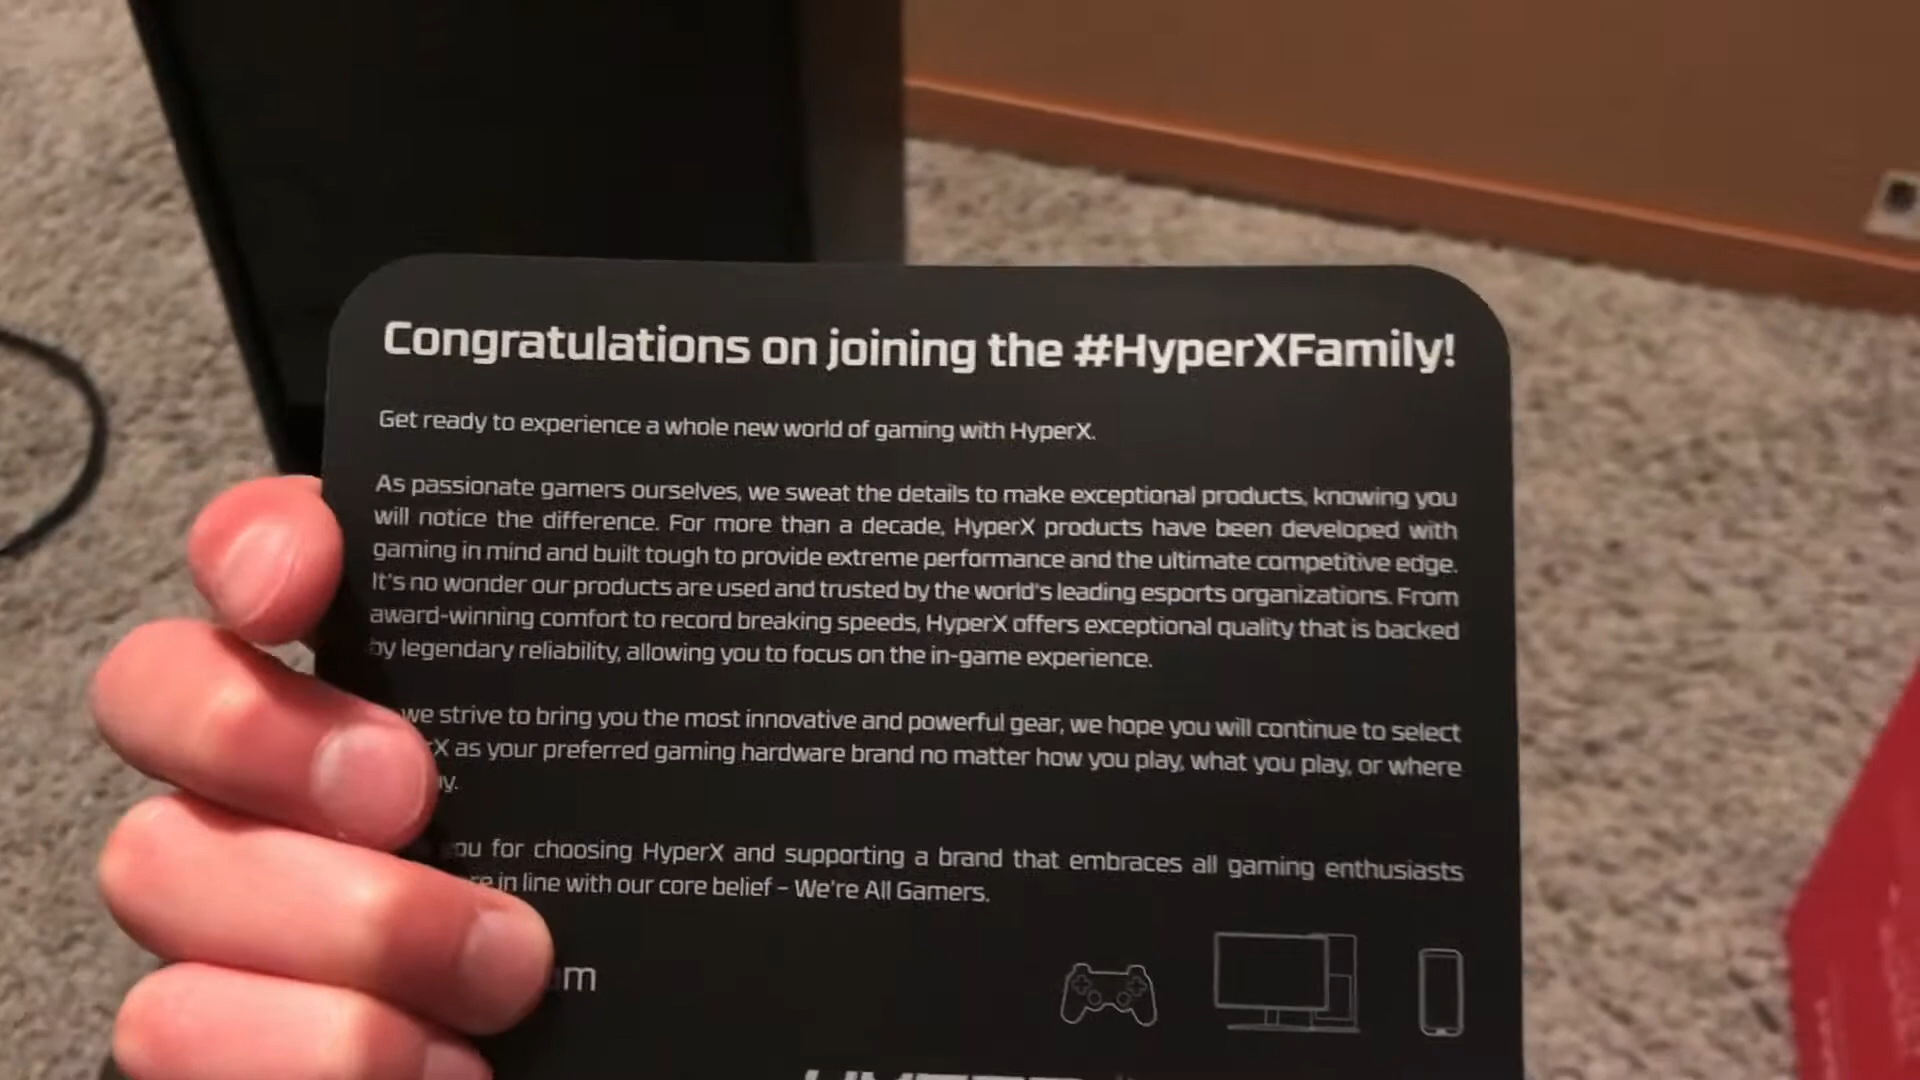 Congratulations on joining the #HyperXFamily!
Get ready to experience a whole new world of gaming with HyperX.
As passionate gamers ourselves, we sweat the details to make exceptional products, knowing you
will notice the difference. For more than a decade, HyperX products have been developed with
gaming in mind and built tough to provide extreme performance and the ultimate competitive edge.
It's no wonder our products are used and trusted by the world's leading esports organizations. From
award-winning comfort to record breaking speeds, HyperX offers exceptional quality that is backed
by legendary reliability, allowing you to focus on the in-game experience.
we strive to bring you the most innovative and powerful gear, we hope you will continue to select
as your preferred gaming hardware brand no matter how you play, what you play, or where
for choosing HyperX and supporting a brand that embraces all gaming enthusiasts
in line with our core belief – We're All Gamers.